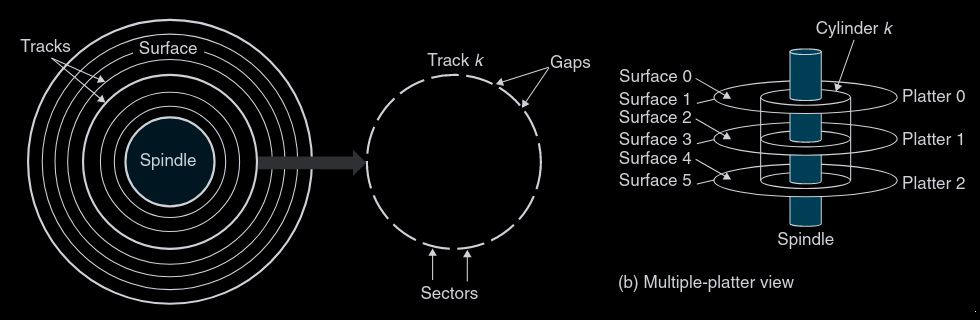 Tracks
Surface
Spindle
Track k
Gaps
Sectors
Cylinder k
Surface 0
Surface 1
Surface 2
Surface 3
Surface 4
Surface 5
Platter 0
Platter 1
Platter 2
Spindle
(b) Multiple-platter view